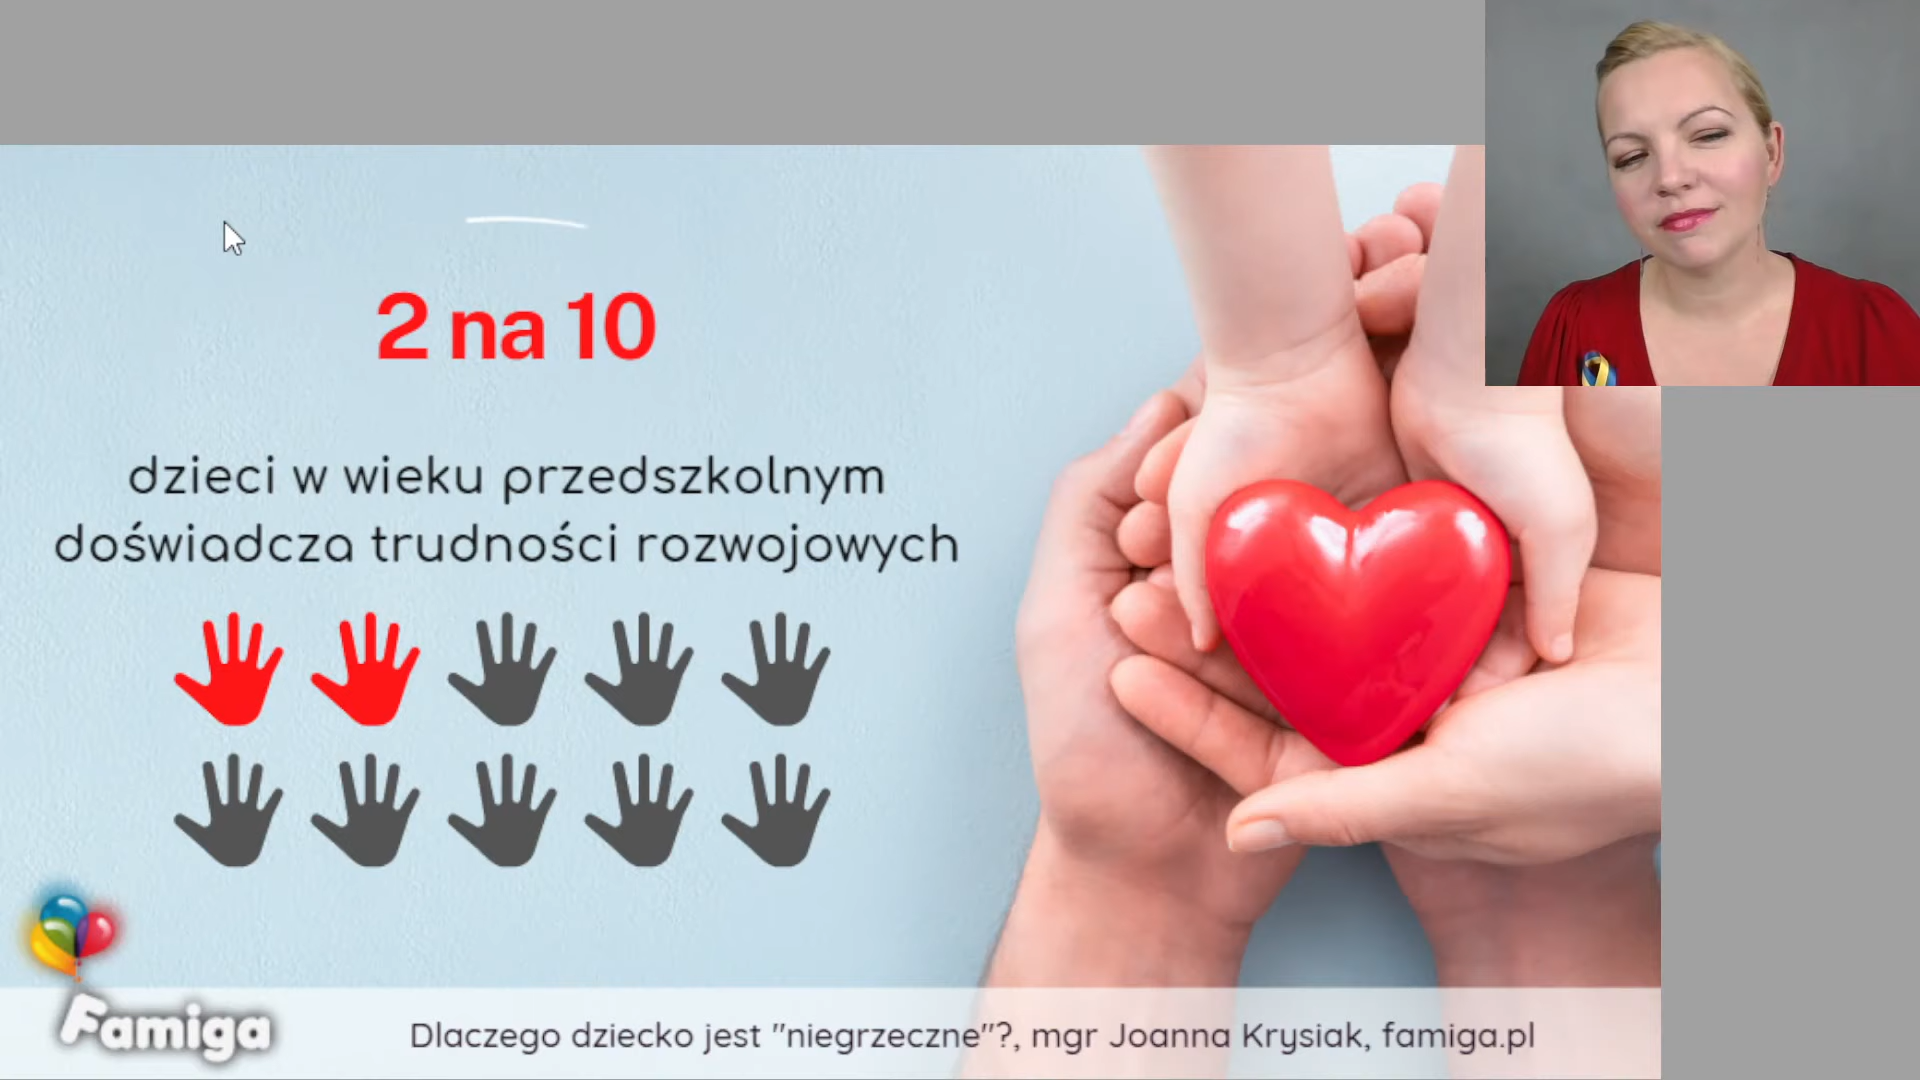 2 na 10
dzieci w wieku przedszkolnym
doświadcza trudności rozwojowych
Famiga
Dlaczego dziecko jest "niegrzeczne"?, mgr Joanna Krysiak, famiga.pl